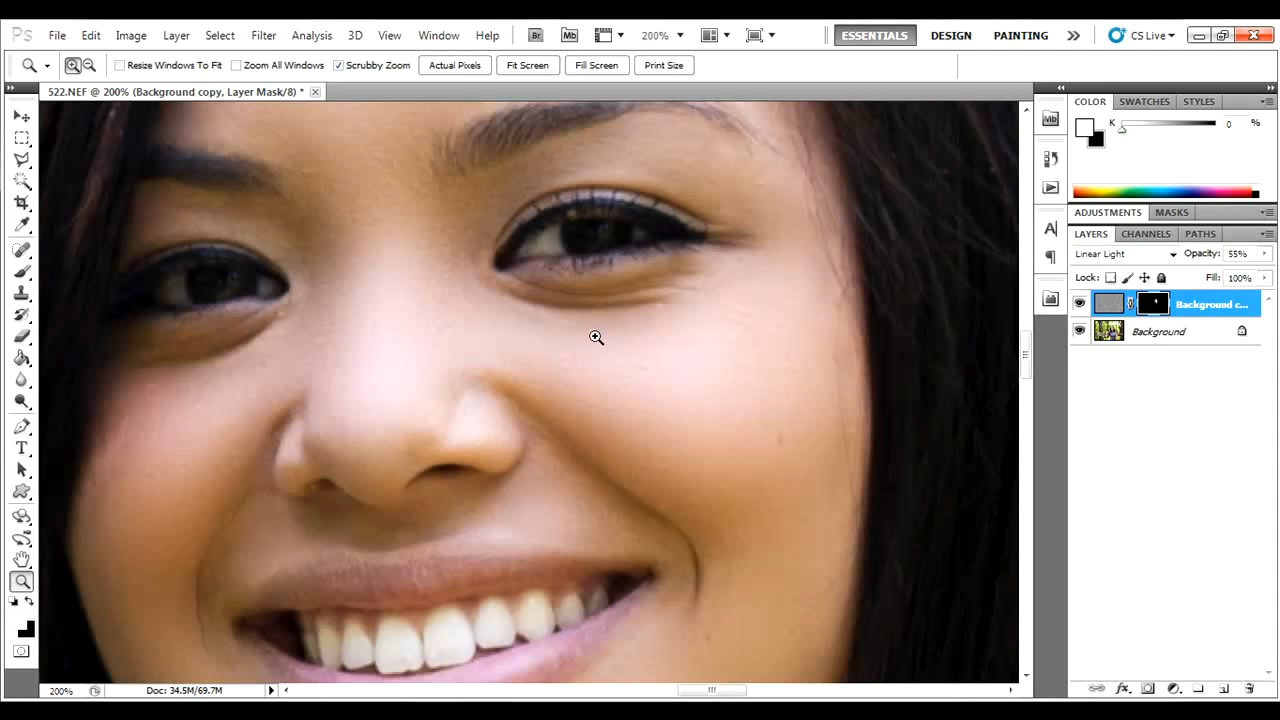 Ps File Edit Image Layer Select Filter Analysis 3D View Window Help Br Mb 200% ESSENTIALS DESIGN PAINTING CS Live
Resize Windows To Fit Zoom All Windows Scrubby Zoom Actual Pixels Fit Screen Fill Screen Print Size
522.NEF @ 200% (Background copy, Layer Mask/8) *
COLOR SWATCHES STYLES
Mb
K 0 %
ADJUSTMENTS MASKS
A
LAYERS CHANNELS PATHS
Linear Light Opacity: 55%
Lock: Fill: 100%
Background c...
Background
T
200% Doc: 34.5M/69.7M
fx